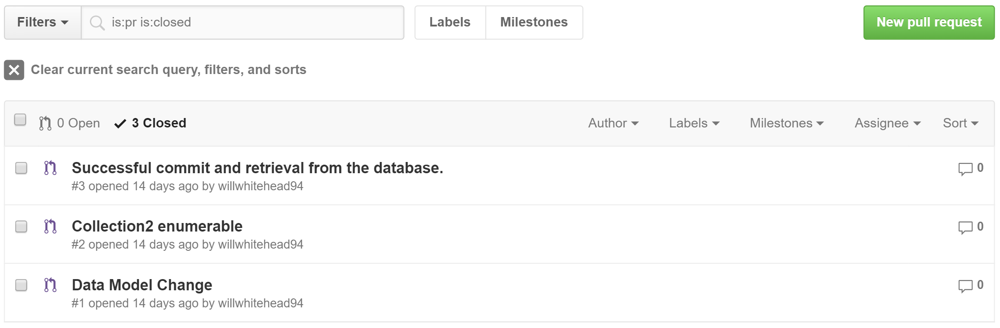 Filters is:pr is:closed Labels Milestones New pull request
Clear current search query, filters, and sorts
0 Open 3 Closed Author Labels Milestones Assignee Sort
Successful commit and retrieval from the database. 0
#3 opened 14 days ago by willwhitehead94
Collection2 enumerable 0
#2 opened 14 days ago by willwhitehead94
Data Model Change 0
#1 opened 14 days ago by willwhitehead94